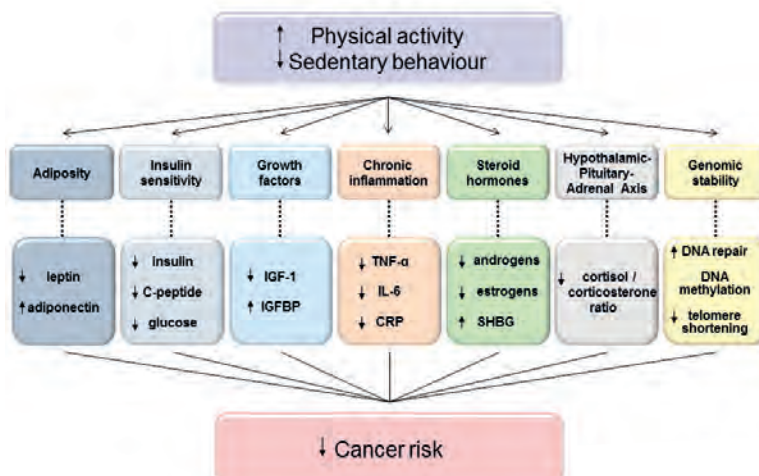 ↑ Physical activity
↓ Sedentary behaviour
Adiposity
Insulin
sensitivity
Growth
factors
Chronic
inflammation
Steroid
hormones
Hypothalamic-
Pituitary-
Adrenal Axis
Genomic
stability
↓ leptin
↑ adiponectin
↓ Insulin
↓ C-peptide
↓ glucose
↓ IGF-1
↑ IGFBP
↓ TNF-α
↓ IL-6
↓ CRP
↓ androgens
↓ estrogens
↑ SHBG
↓ cortisol /
corticosterone
ratio
↑ DNA repair
DNA
methylation
↓ telomere
shortening
↓ Cancer risk